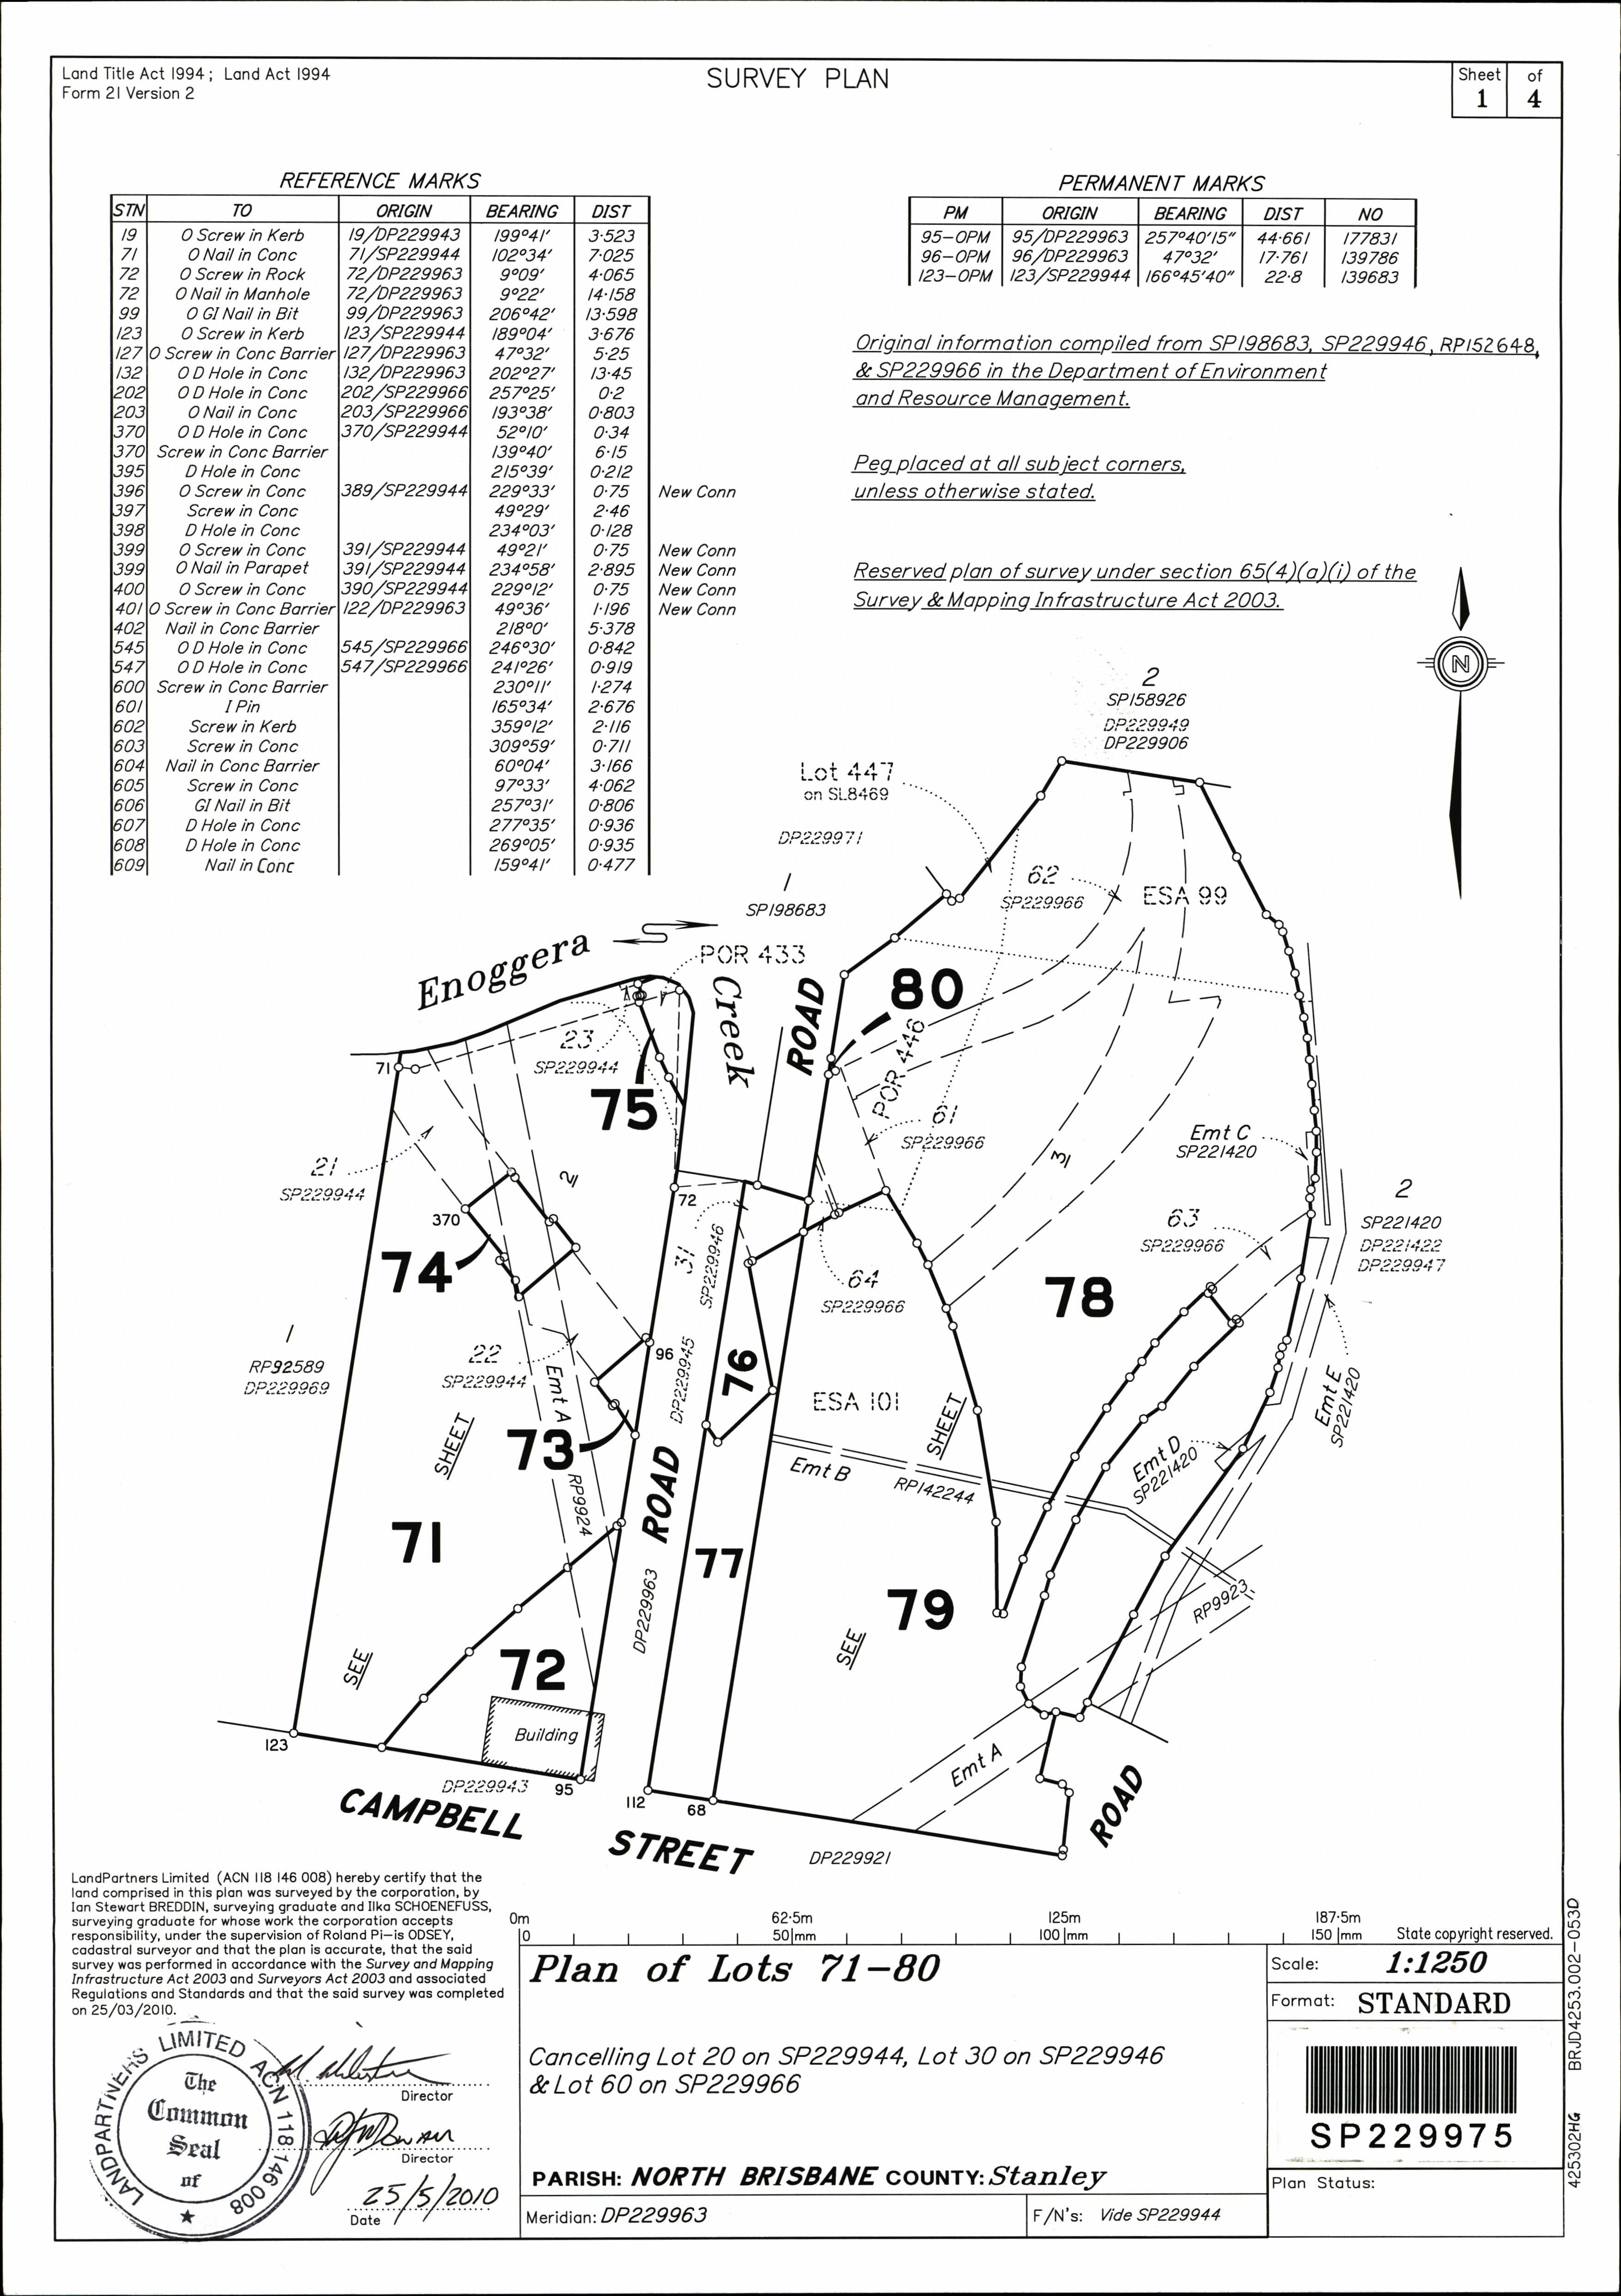 Land Title Act 1994; Land Act 1994
Form 21 Version 2
SURVEY PLAN
Sheet of
1 4
REFERENCE MARKS
STN TO ORIGIN BEARING DIST
19 O Screw in Kerb 19/DP229943 199°41' 3·523
71 O Nail in Conc 71/SP229944 102°34' 7·025
72 O Screw in Rock 72/DP229963 9°09' 4·065
72 O Nail in Manhole 72/DP229963 9°22' 14·158
99 O GI Nail in Bit 99/DP229963 206°42' 13·598
123 O Screw in Kerb 123/SP229944 189°04' 3·676
127 O Screw in Conc Barrier 127/DP229963 47°32' 5·25
132 O D Hole in Conc 132/DP229963 202°27' 13·45
202 O D Hole in Conc 202/SP229966 257°25' 0·2
203 O Nail in Conc 203/SP229966 193°38' 0·803
370 O D Hole in Conc 370/SP229944 52°10' 0·34
370 Screw in Conc Barrier 139°40' 6·15
395 D Hole in Conc 215°39' 0·212
396 O Screw in Conc 389/SP229944 229°33' 0·75 New Conn
397 Screw in Conc 49°29' 2·46
398 D Hole in Conc 234°03' 0·128
399 O Screw in Conc 391/SP229944 49°21' 0·75 New Conn
399 O Nail in Parapet 391/SP229944 234°58' 2·895 New Conn
400 O Screw in Conc 390/SP229944 229°12' 0·75 New Conn
401 O Screw in Conc Barrier 122/DP229963 49°36' 1·196 New Conn
402 Nail in Conc Barrier 218°0' 5·378
545 O D Hole in Conc 545/SP229966 246°30' 0·842
547 O D Hole in Conc 547/SP229966 241°26' 0·919
600 Screw in Conc Barrier 230°11' 1·274
601 I Pin 165°34' 2·676
602 Screw in Kerb 359°12' 2·116
603 Screw in Conc 309°59' 0·711
604 Nail in Conc Barrier 60°04' 3·166
605 Screw in Conc 97°33' 4·062
606 GI Nail in Bit 257°31' 0·806
607 D Hole in Conc 277°35' 0·936
608 D Hole in Conc 269°05' 0·935
609 Nail in Conc 159°41' 0·477
PERMANENT MARKS
PM ORIGIN BEARING DIST NO
95-OPM 95/DP229963 257°40'15" 44·661 177831
96-OPM 96/DP229963 47°32' 17·761 139786
123-OPM 123/SP229944 166°45'40" 22·8 139683
Original information compiled from SP198683, SP229946, RP152648,
& SP229966 in the Department of Environment
and Resource Management.
Peg placed at all subject corners,
unless otherwise stated.
Reserved plan of survey under section 65(4)(a)(i) of the
Survey & Mapping Infrastructure Act 2003.
N
2
SP158926
DP229949
DP229906
Lot 447
on SL8469
DP229971
1
SP198683
62
SP229966
ESA 99
Enoggera
S
POR 433
Creek
ROAD
80
POR 446
23
SP229944
75
71
61
SP229966
Emt C
SP221420
21
SP229944
2
31
72
2
SP221420
DP221422
DP229947
370
74
31
SP229946
63
SP229966
64
SP229966
78
1
RP92589
DP229969
22
SP229944
96
Emt A
DP229945
76
ESA 101
SHEET
SHEET
Emt E
SP221420
73
RP9924
ROAD
Emt B
RP142244
Emt D
SP221420
71
77
79
DP229963
RP9923
SEE
SEE
72
Building
123
DP229943
95
112
68
Emt A
ROAD
CAMPBELL
STREET
DP229921
LandPartners Limited (ACN 118 146 008) hereby certify that the
land comprised in this plan was surveyed by the corporation, by
Ian Stewart BREDDIN, surveying graduate and Ilka SCHOENEFUSS,
surveying graduate for whose work the corporation accepts
responsibility, under the supervision of Roland Pi-is ODSEY,
cadastral surveyor and that the plan is accurate, that the said
survey was performed in accordance with the Survey and Mapping
Infrastructure Act 2003 and Surveyors Act 2003 and associated
Regulations and Standards and that the said survey was completed
on 25/03/2010.
LANDPARTNERS LIMITED ACN 118 146 008
The
Common
Seal
of
Director
Director
25/5/2010
Date
0m 62.5m 125m 187.5m
0 50 mm 100 mm 150 mm
State copyright reserved.
Plan of Lots 71-80
Cancelling Lot 20 on SP229944, Lot 30 on SP229946
& Lot 60 on SP229966
PARISH: NORTH BRISBANE COUNTY: Stanley
Meridian: DP229963
F/N's: Vide SP229944
Scale: 1:1250
Format: STANDARD
SP229975
Plan Status:
425302HG BRJD4253.002-053D